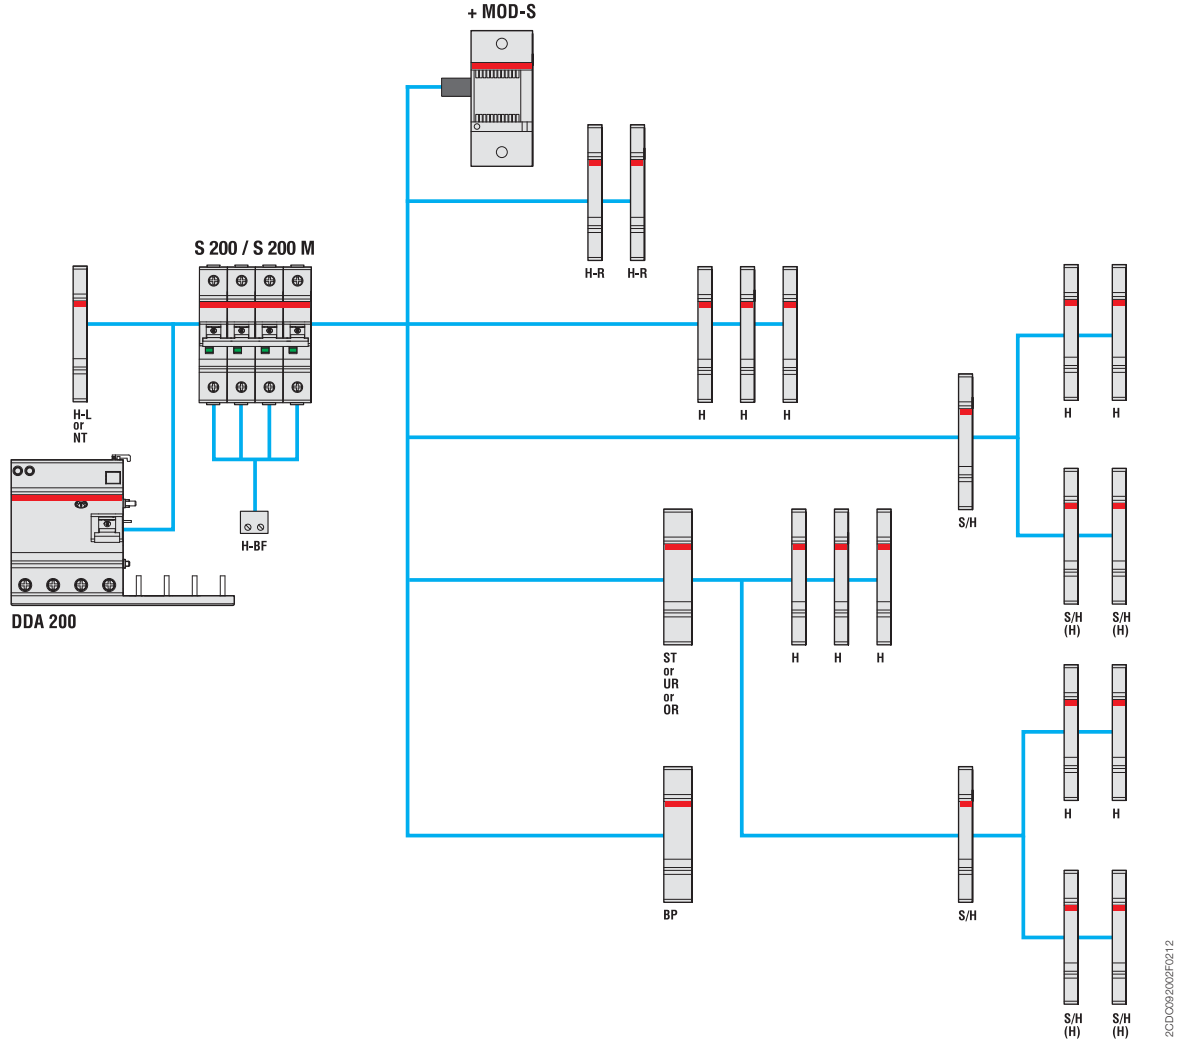 + MOD-S
H-R
H-R
S 200 / S 200 M
H-L
or
NT
H
H
H
H
H
H-BF
S/H
DDA 200
S/H
(H)
S/H
(H)
ST
or
UR
or
OR
H
H
H
H
H
BP
S/H
S/H
(H)
S/H
(H)
2CDC092002F0212